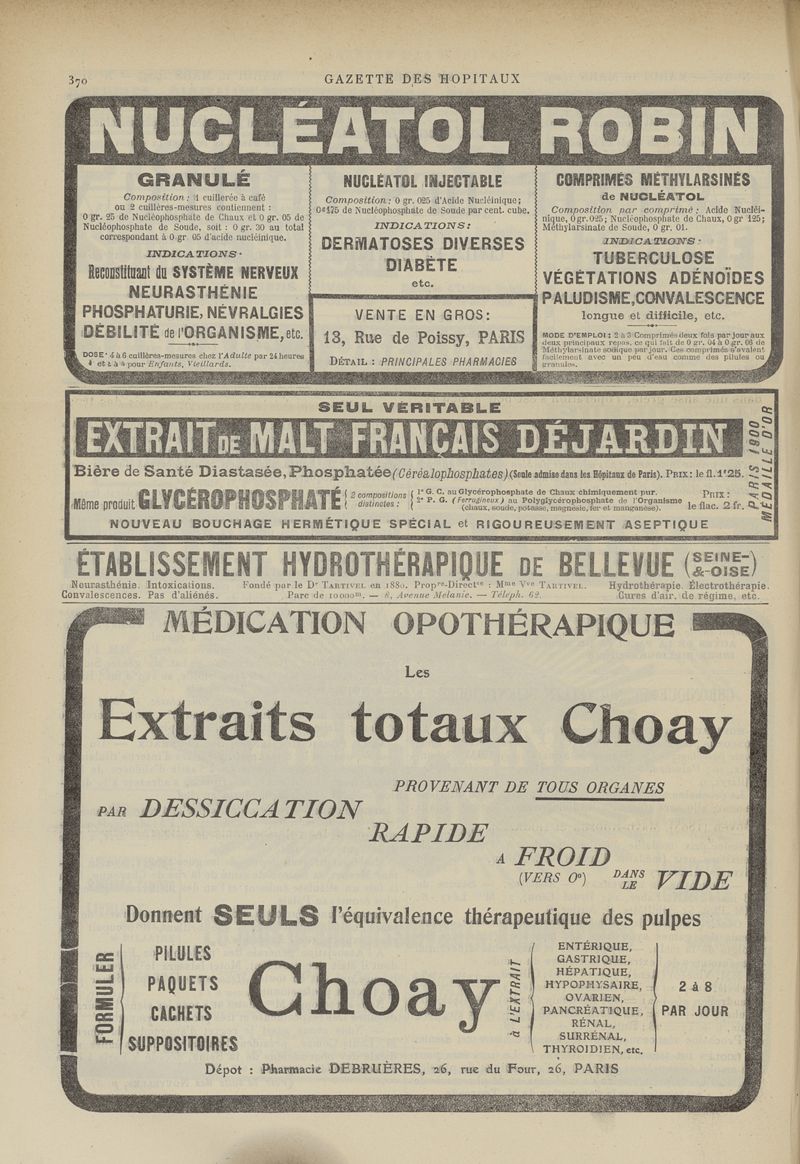 370
GAZETTE DES HOPITAUX
NUCLÉATOL ROBIN
GRANULÉ
Composition : 1 cuillerée à café
ou 2 cuillères-mesures contiennent :
0 gr. 25 de Nucléophosphate de Chaux et 0 gr. 05 de
Nucléophosphate de Soude, soit : 0 gr. 30 au total
correspondant à 0 gr. 05 d'acide nucléinique.
INDICATIONS·
Reconstituant du SYSTÈME NERVEUX
NEURASTHÉNIE
PHOSPHATURIE, NÉVRALGIES
DÉBILITÉ de l'ORGANISME, etc.
DOSE· 4 à 6 cuillères-mesures chez l'Adulte par 24 heures
et 2 à 4 pour Enfants, Vieillards.
NUCLÉATOL INJECTABLE
Composition : 0 gr. 025 d'Acide Nucléinique;
de Nucléophosphate de Soude par cent. cube.
INDICATIONS:
DERMATOSES DIVERSES
DIABÈTE
etc.
VENTE EN GROS:
13, Rue de Poissy, PARIS
DÉTAIL : PRINCIPALES PHARMACIES
COMPRIMÉS MÉTHYLARSINÉS
de NUCLÉATOL
Composition par comprimé : Acide Nucléi-
nique, 0 gr. 025; Nucléophosphate de Chaux, 0 gr 125;
Méthylarsinate de Soude, 0 gr. 01.
INDICATIONS·
TUBERCULOSE
VÉGÉTATIONS ADÉNOÏDES
PALUDISME, CONVALESCENCE
longue et difficile, etc.
MODE D'EMPLOI : 2 à 3 Comprimés deux fois par jour aux
deux principaux repas, ce qui fait de 0 gr. 04 à 0 gr. 06 de
Méthylarsinate sodique par jour. Ces comprimés s'avalent
facilement avec un peu d'eau comme des pilules ou
granules.
SEUL VÉRITABLE
EXTRAIT DE MALT FRANÇAIS DÉJARDIN
Bière de Santé Diastasée, Phosphatée (Céréalophosphates) (Seule admise dans les Hôpitaux de Paris). PRIX : le fl. 1f25.
Même produit GLYCÉROPHOSPHATÉ { 2 compositions distinctes : {
1° G. C. au Glycérophosphate de Chaux chimiquement pur.
2° P. G. (Ferrugineux) au Polyglycérophosphate de l'Organisme
(chaux, soude, potasse, magnésie, fer et manganèse).
PRIX :
le flac. 2 fr.
NOUVEAU BOUCHAGE HERMÉTIQUE SPÉCIAL et RIGOUREUSEMENT ASEPTIQUE
PARIS 1900
MÉDAILLE D'OR
ÉTABLISSEMENT HYDROTHÉRAPIQUE DE BELLEVUE (SEINE-&-OISE)
Neurasthénie. Intoxications. Fondé par le Dr TARTIVEL en 1880. Propre-Direct : Mme Vve TARTIVEL. Hydrothérapie. Électrothérapie.
Convalescences. Pas d'aliénés. Parc de 10000m. — 8, Avenue Mélanie. — Téléph. 62. Cures d'air, de régime, etc.
MÉDICATION OPOTHÉRAPIQUE
Les
Extraits totaux Choay
PROVENANT DE TOUS ORGANES
PAR DESSICCATION
RAPIDE
A FROID
(VERS 0°) DANS LE VIDE
Donnent SEULS l'équivalence thérapeutique des pulpes
FORMULER
PILULES
PAQUETS
CACHETS
SUPPOSITOIRES
Choay
à L'EXTRAIT
ENTÉRIQUE,
GASTRIQUE,
HÉPATIQUE,
HYPOPHYSAIRE,
OVARIEN,
PANCRÉATIQUE,
RÉNAL,
SURRÉNAL,
THYROIDIEN, etc.
2 à 8
PAR JOUR
Dépot : Pharmacie DEBRUÈRES, 26, rue du Four, 26, PARIS